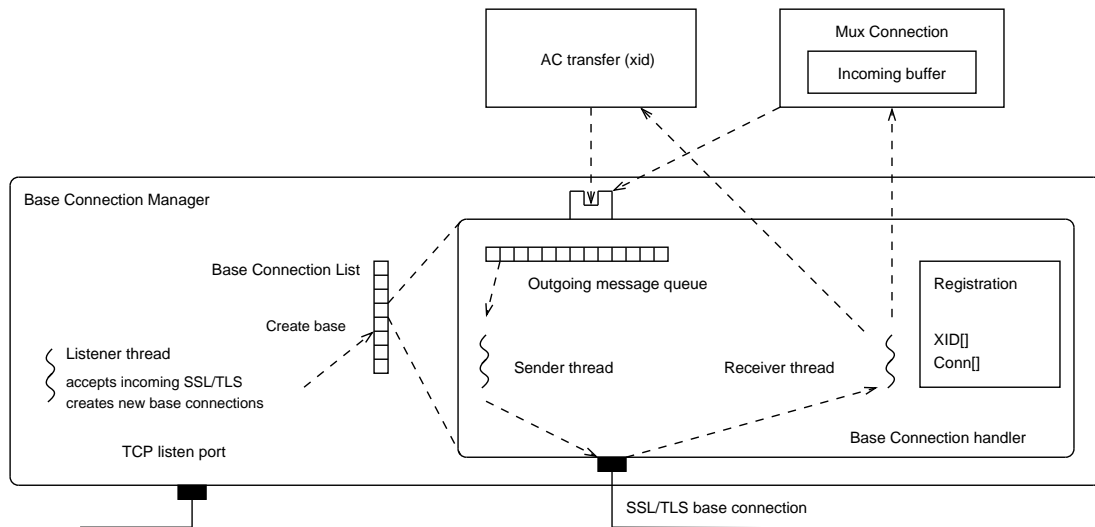 Mux Connection
AC transfer (xid)
Incoming buffer
Base Connection Manager
Base Connection List
Outgoing message queue
Registration
Create base
XID[]
Listener thread
Sender thread
Receiver thread
Conn[]
accepts incoming SSL/TLS
creates new base connections
Base Connection handler
TCP listen port
SSL/TLS base connection